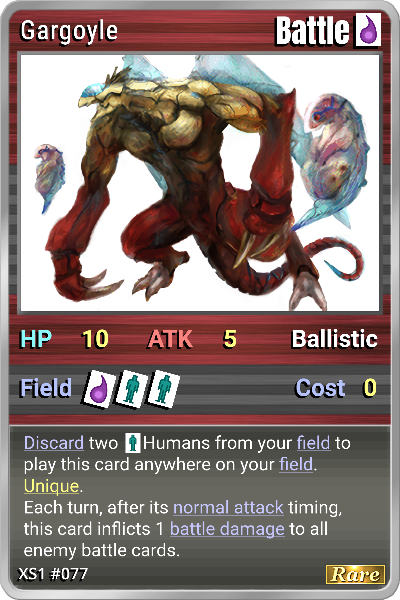 Gargoyle Battle
HP 10 ATK 5 Ballistic
Field Cost 0
Discard two Humans from your field to
play this card anywhere on your field.
Unique.
Each turn, after its normal attack timing,
this card inflicts 1 battle damage to all
enemy battle cards.
XS1 #077 Rare